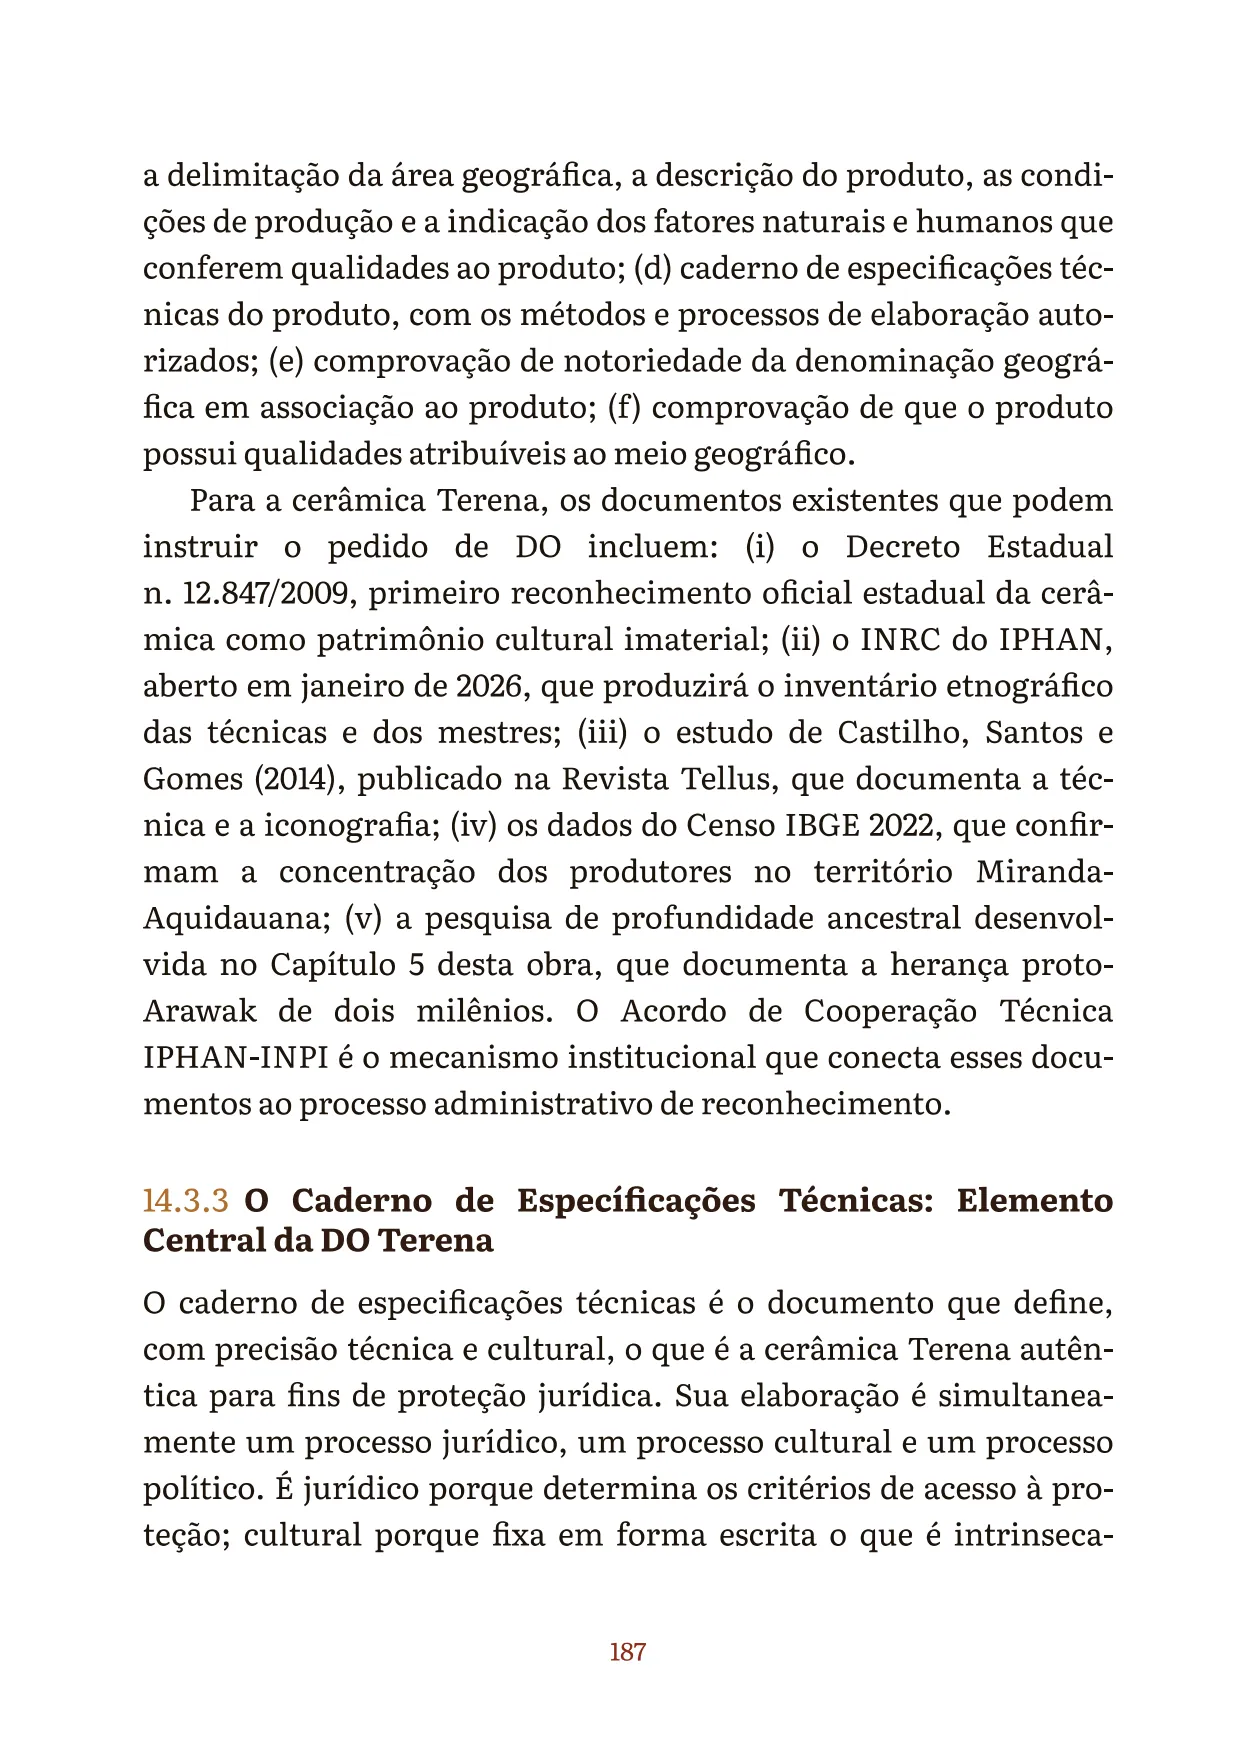 a delimitação da área geográfica, a descrição do produto, as condi-
ções de produção e a indicação dos fatores naturais e humanos que
conferem qualidades ao produto; (d) caderno de especificações téc-
nicas do produto, com os métodos e processos de elaboração auto-
rizados; (e) comprovação de notoriedade da denominação geográ-
fica em associação ao produto; (f) comprovação de que o produto
possui qualidades atribuíveis ao meio geográfico.
Para a cerâmica Terena, os documentos existentes que podem
instruir o pedido de DO incluem: (i) o Decreto Estadual
n. 12.847/2009, primeiro reconhecimento oficial estadual da cerâ-
mica como patrimônio cultural imaterial; (ii) o INRC do IPHAN,
aberto em janeiro de 2026, que produzirá o inventário etnográfico
das técnicas e dos mestres; (iii) o estudo de Castilho, Santos e
Gomes (2014), publicado na Revista Tellus, que documenta a téc-
nica e a iconografia; (iv) os dados do Censo IBGE 2022, que confir-
mam a concentração dos produtores no território Miranda-
Aquidauana; (v) a pesquisa de profundidade ancestral desenvol-
vida no Capítulo 5 desta obra, que documenta a herança proto-
Arawak de dois milênios. O Acordo de Cooperação Técnica
IPHAN-INPI é o mecanismo institucional que conecta esses docu-
mentos ao processo administrativo de reconhecimento.
14.3.3 O Caderno de Específicações Técnicas: Elemento
Central da DO Terena
O caderno de especificações técnicas é o documento que define,
com precisão técnica e cultural, o que é a cerâmica Terena autên-
tica para fins de proteção jurídica. Sua elaboração é simultanea-
mente um processo jurídico, um processo cultural e um processo
político. É jurídico porque determina os critérios de acesso à pro-
teção; cultural porque fixa em forma escrita o que é intrinseca-
187